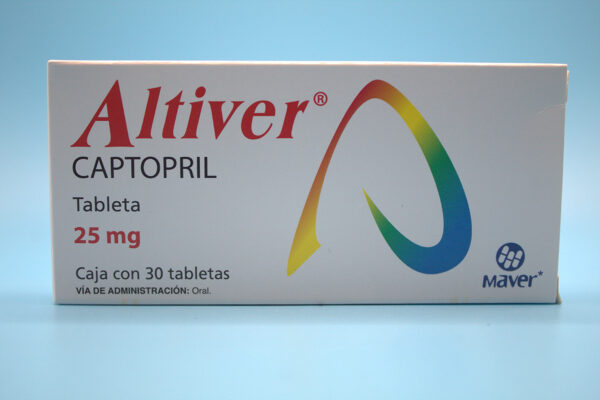 Altiver®
CAPTOPRIL
Tableta
25 mg
Caja con 30 tabletas
VÍA DE ADMINISTRACIÓN: Oral.
Maver*